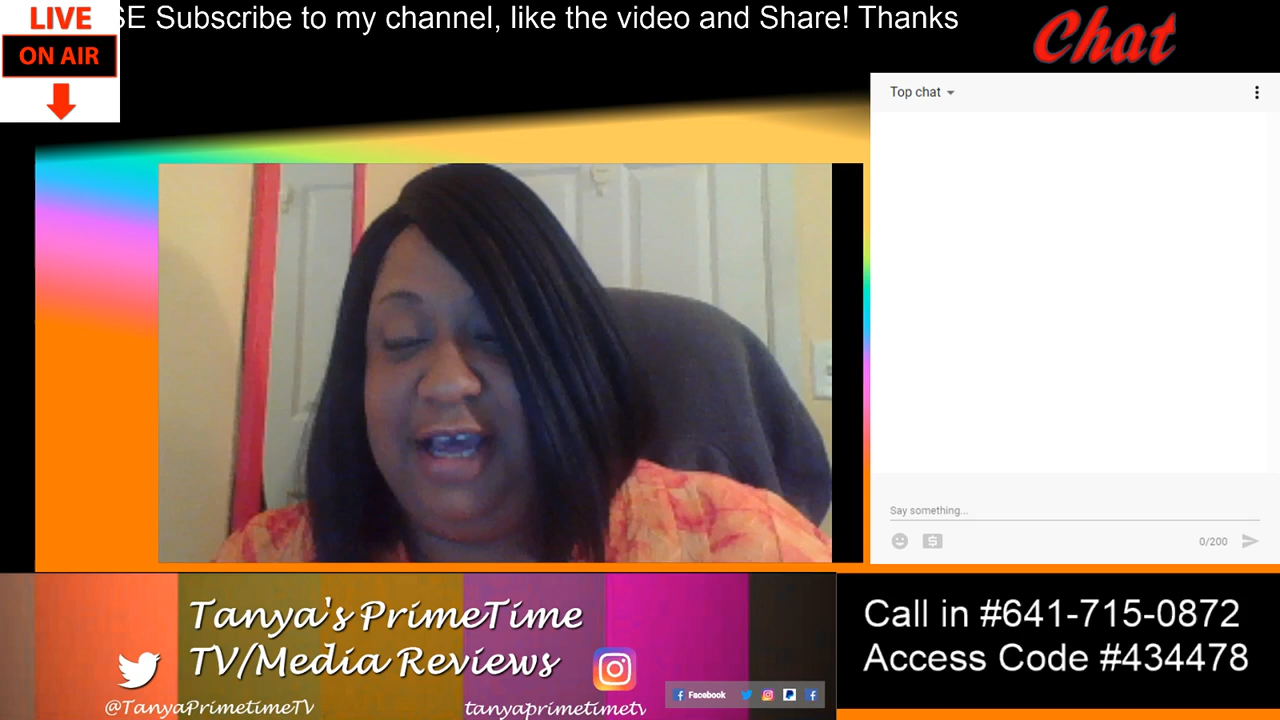 LIVE
ON AIR
SE Subscribe to my channel, like the video and Share! Thanks
Chat
Top chat
Say something...
0/200
Tanya's PrimeTime
TV/Media Reviews
@TanyaPrimetimeTV
tanyaprimetimetv
Facebook
Call in #641-715-0872
Access Code #434478